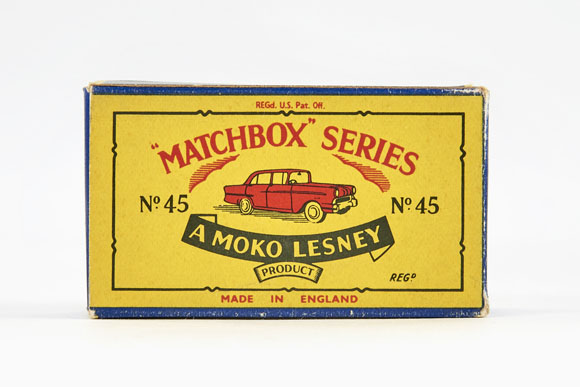 REGd. U.S. Pat. Off.
"MATCHBOX" SERIES
No. 45 No. 45
A MOKO LESNEY
PRODUCT
REGD
MADE IN ENGLAND